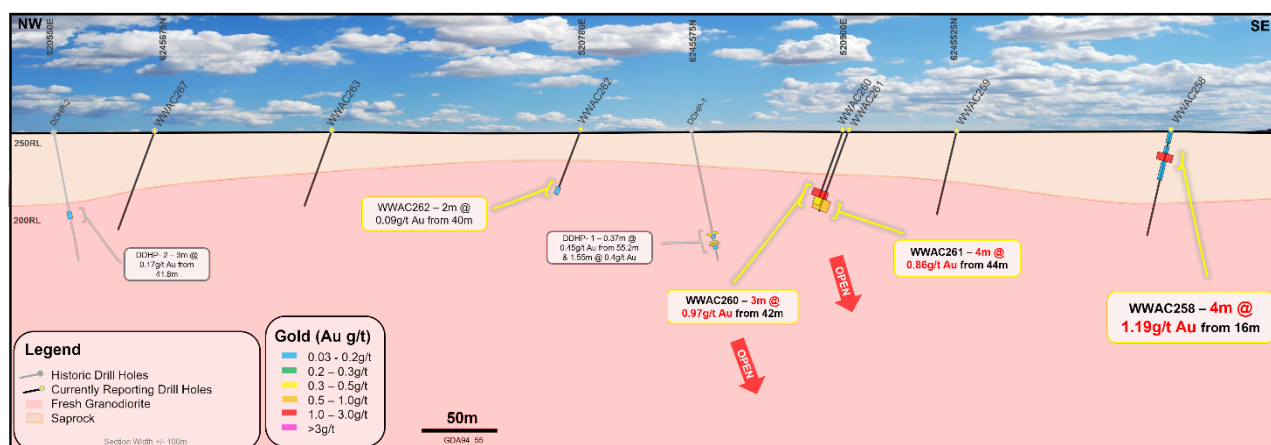 NW
SE
520550E
6245675N
520780E
6245575N
520900E
6245525N
DDHP-2
WWAC267
WWAC263
WWAC262
DDHP-1
WWAC260
WWAC261
WWAC259
WWAC258
250RL
200RL
DDHP- 2 – 3m @
0.17g/t Au from
41.8m
WWAC262 – 2m @
0.09g/t Au from 40m
DDHP- 1 – 0.37m @
0.45g/t Au from 55.2m
& 1.55m @ 0.4g/t Au
WWAC260 – 3m @
0.97g/t Au from 42m
WWAC261 – 4m @
0.86g/t Au from 44m
WWAC258 – 4m @
1.19g/t Au from 16m
OPEN
OPEN
Legend
Historic Drill Holes
Currently Reporting Drill Holes
Fresh Granodiorite
Saprock
Section Width +/- 100m
Gold (Au g/t)
0.03 - 0.2g/t
0.2 – 0.3g/t
0.3 – 0.5g/t
0.5 – 1.0g/t
1.0 – 3.0g/t
>3g/t
50m
GDA94_55